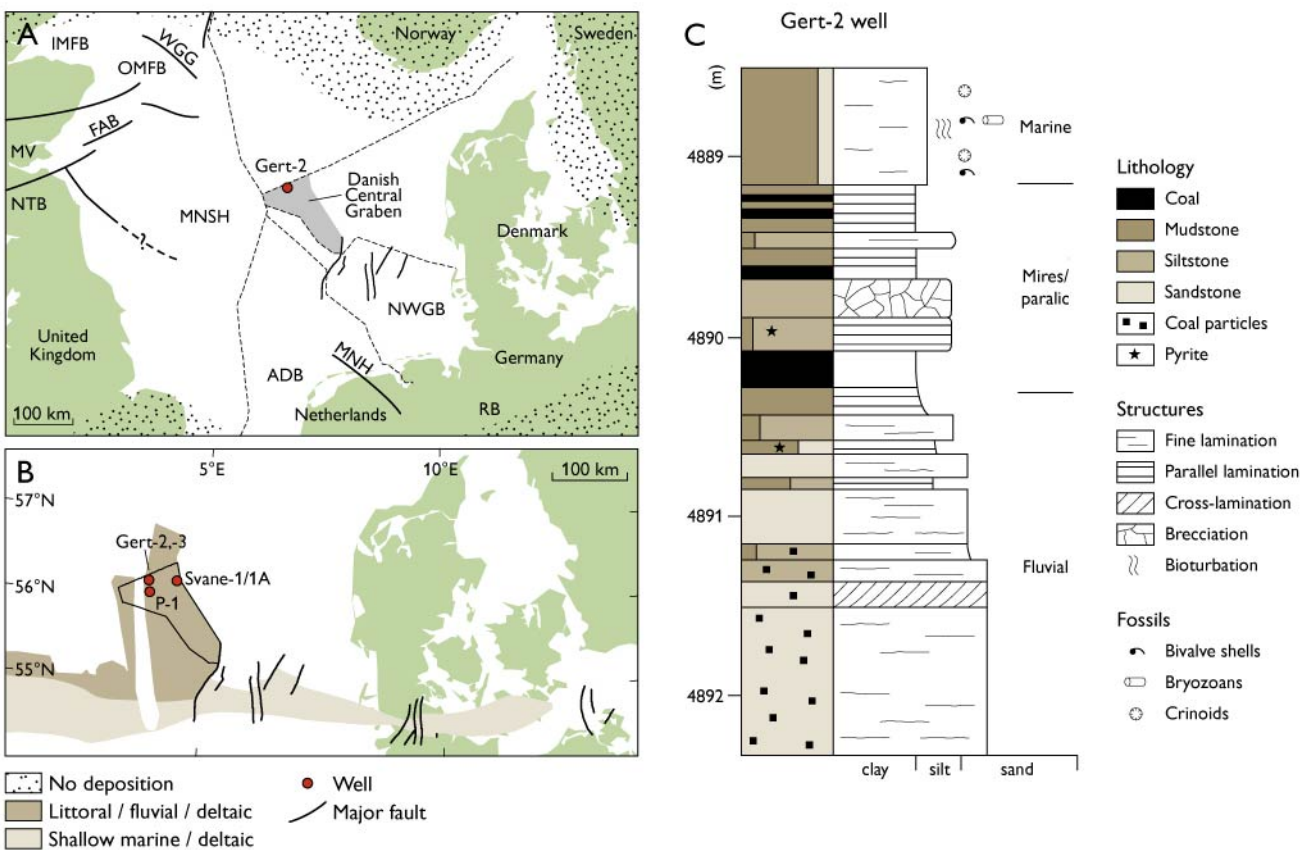 A
IMFB
WGG
OMFB
FAB
MV
NTB
MNSH
Norway
Sweden
Gert-2
Danish
Central
Graben
Denmark
NWGB
United
Kingdom
ADB
MNH
Germany
Netherlands
RB
100 km
B
5°E
10°E
100 km
57°N
56°N
55°N
Gert-2,-3
Svane-1/1A
P-1
?
No deposition
Littoral / fluvial / deltaic
Shallow marine / deltaic
Well
Major fault
C
Gert-2 well
(m)
4889
4890
4891
4892
Marine
Mires/
paralic
Fluvial
clay
silt
sand
Lithology
Coal
Mudstone
Siltstone
Sandstone
Coal particles
Pyrite
Structures
Fine lamination
Parallel lamination
Cross-lamination
Brecciation
Bioturbation
Fossils
Bivalve shells
Bryozoans
Crinoids